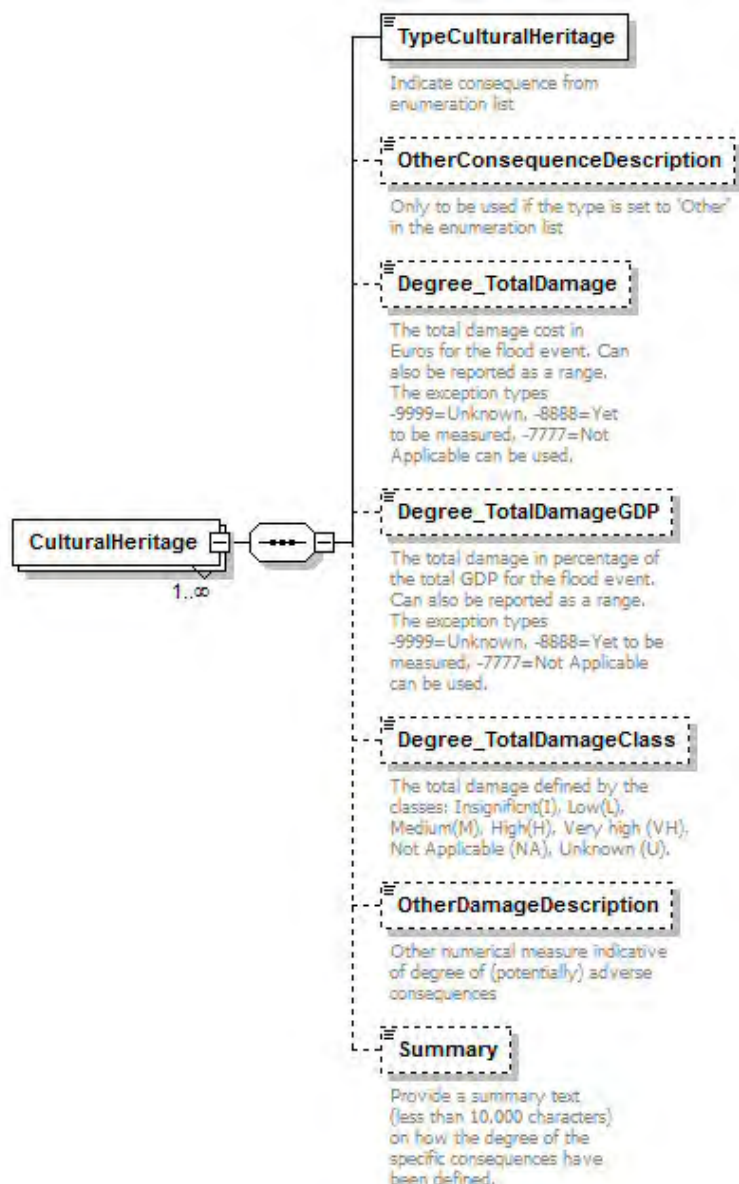 TypeCulturalHeritage
Indicate consequence from
enumeration list
OtherConsequenceDescription
Only to be used if the type is set to 'Other'
in the enumeration list
Degree_TotalDamage
The total damage cost in
Euros for the flood event. Can
also be reported as a range.
The exception types
-9999=Unknown, -8888=Yet
to be measured, -7777=Not
Applicable can be used.
Degree_TotalDamageGDP
CulturalHeritage
1..∞
The total damage in percentage of
the total GDP for the flood event.
Can also be reported as a range.
The exception types
-9999=Unknown, -8888=Yet to be
measured, -7777=Not Applicable
can be used.
Degree_TotalDamageClass
The total damage defined by the
classes: Insignificnt(I), Low(L),
Medium(M), High(H), Very high (VH),
Not Applicable (NA), Unknown (U).
OtherDamageDescription
Other numerical measure indicative
of degree of (potentially) adverse
consequences
Summary
Provide a summary text
(less than 10,000 characters)
on how the degree of the
specific consequences have
been defined.